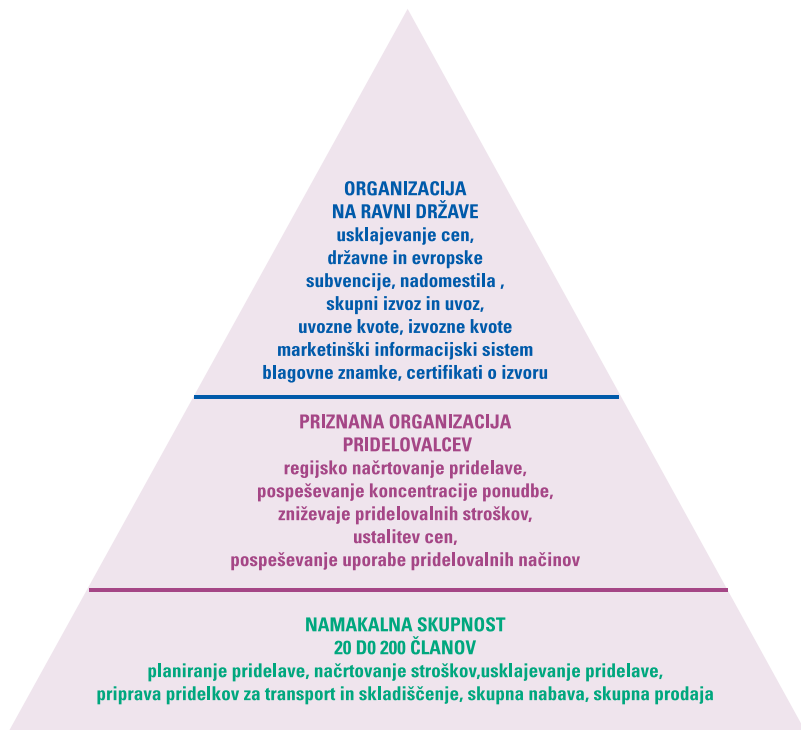 ORGANIZACIJA
NA RAVNI DRŽAVE
usklajevanje cen,
državne in evropske
subvencije, nadomestila ,
skupni izvoz in uvoz,
uvozne kvote, izvozne kvote
marketinški informacijski sistem
blagovne znamke, certifikati o izvoru
PRIZNANA ORGANIZACIJA
PRIDELOVALCEV
regijsko načrtovanje pridelave,
pospeševanje koncentracije ponudbe,
zniževaje pridelovalnih stroškov,
ustalitev cen,
pospeševanje uporabe pridelovalnih načinov
NAMAKALNA SKUPNOST
20 D0 200 ČLANOV
planiranje pridelave, načrtovanje stroškov,usklajevanje pridelave,
priprava pridelkov za transport in skladiščenje, skupna nabava, skupna prodaja